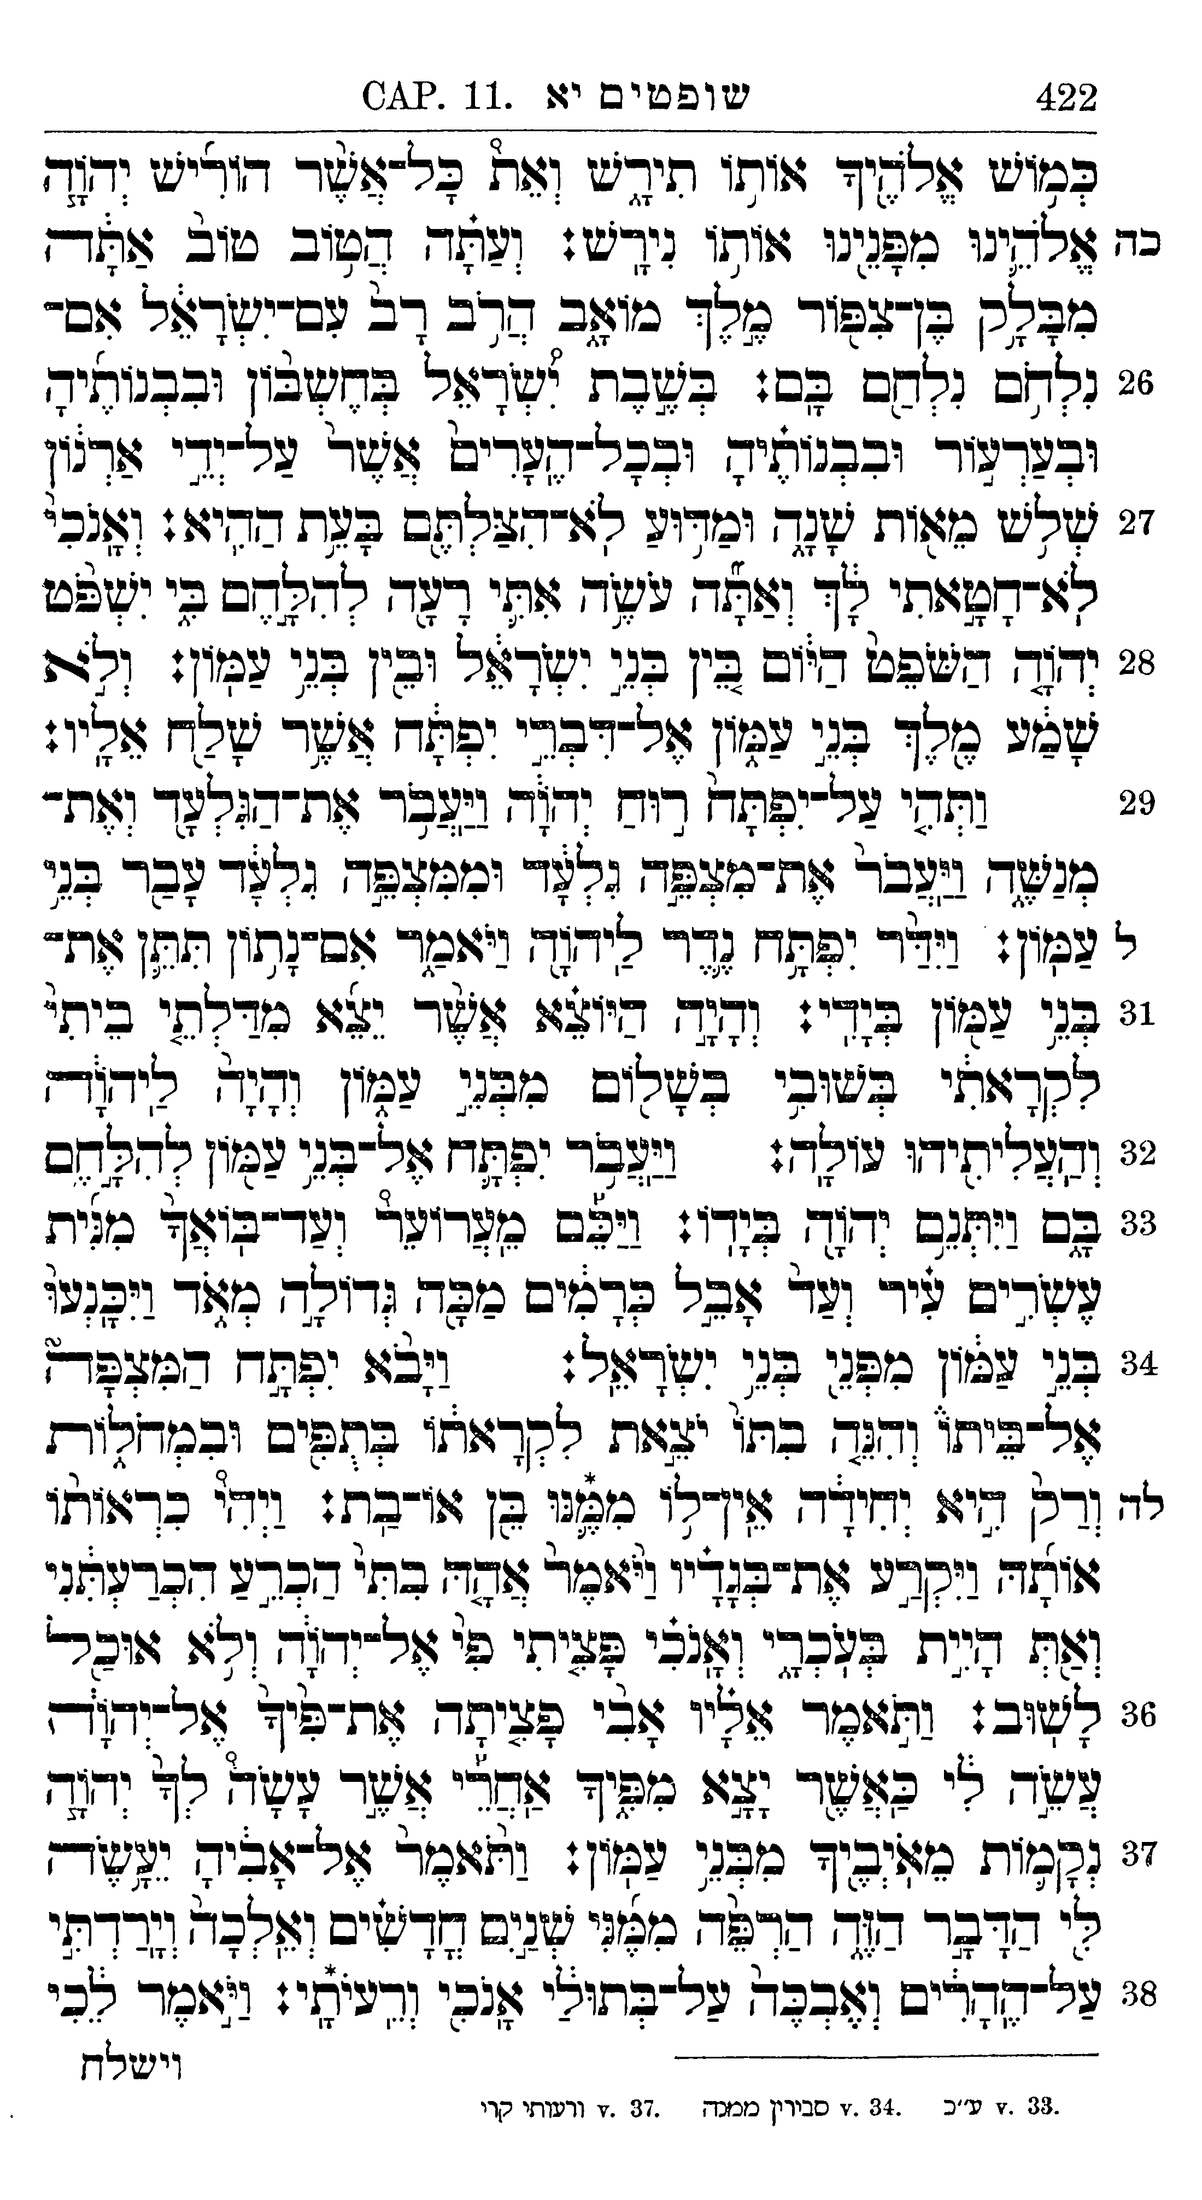 422 שופטים יא CAP. 11.
כְּמ֥וֹשׁ אֱלֹהֶ֖יךָ אוֹת֣וֹ תִירָ֑שׁ וְאֵת֩ כָּל־אֲשֶׁ֨ר הוֹרִ֜ישׁ יְהוָ֧ה
כה אֱלֹהֵ֛ינוּ מִפָּנֵ֖ינוּ אוֹת֥וֹ נִירָֽשׁ׃ וְעַתָּ֗ה הֲט֥וֹב טוֹב֙ אַתָּ֔ה
מִבָּלָ֥ק בֶּן־צִפּ֖וֹר מֶ֣לֶךְ מוֹאָ֑ב הֲר֥וֹב רָב֙ עִם־יִשְׂרָאֵ֔ל אִם־
26 נִלְחֹ֥ם נִלְחַ֖ם בָּֽם׃ בְּשֶׁ֣בֶת יִ֠שְׂרָאֵל בְּחֶשְׁבּ֨וֹן וּבִבְנוֹתֶ֜יהָ
וּבְעַרְע֣וֹר וּבִבְנוֹתֶ֗יהָ וּבְכָל־הֶֽעָרִים֙ אֲשֶׁר֙ עַל־יְדֵ֣י אַרְנ֔וֹן
27 שְׁלֹ֥שׁ מֵא֖וֹת שָׁנָ֑ה וּמַדּ֥וּעַ לֹֽא־הִצַּלְתֶּ֖ם בָּעֵ֥ת הַהִֽיא׃ וְאָֽנֹכִי֙
לֹֽא־חָטָ֣אתִי לָ֔ךְ וְאַתָּ֞ה עֹשֶׂ֥ה אִתִּ֛י רָעָ֖ה לְהִלָּ֣חֶם בִּ֑י יִשְׁפֹּ֨ט
28 יְהוָ֤ה הַשֹּׁפֵט֙ הַיּ֔וֹם בֵּ֚ין בְּנֵ֣י יִשְׂרָאֵ֔ל וּבֵ֖ין בְּנֵ֥י עַמּֽוֹן׃ וְלֹ֣א
שָׁמַ֔ע מֶ֖לֶךְ בְּנֵ֣י עַמּ֑וֹן אֶל־דִּבְרֵ֣י יִפְתָּ֔ח אֲשֶׁ֥ר שָׁלַ֖ח אֵלָֽיו׃
29 וַתְּהִ֤י עַל־יִפְתָּח֙ ר֣וּחַ יְהוָ֔ה וַיַּֽעֲבֹ֥ר אֶת־הַגִּלְעָ֖ד וְאֶת־
מְנַשֶּׁ֑ה וַיַּֽעֲבֹר֙ אֶת־מִצְפֵּ֣ה גִלְעָ֔ד וּמִמִּצְפֵּ֣ה גִלְעָ֔ד עָבַ֖ר בְּנֵ֥י
ל עַמּֽוֹן׃ וַיִּדַּ֨ר יִפְתָּ֥ח נֶ֛דֶר לַֽיהוָ֖ה וַיֹּאמַ֑ר אִם־נָת֥וֹן תִּתֵּ֛ן אֶת־
31 בְּנֵ֥י עַמּ֖וֹן בְּיָדִֽי׃ וְהָיָ֣ה הַיּוֹצֵ֗א אֲשֶׁ֨ר יֵצֵ֜א מִדַּלְתֵ֤י בֵיתִי֙
לִקְרָאתִ֔י בְּשׁוּבִ֥י בְשָׁל֖וֹם מִבְּנֵ֣י עַמּ֑וֹן וְהָיָה֙ לַֽיהוָ֔ה
32 וְהַֽעֲלִיתִ֖יהוּ עוֹלָֽה׃ וַיַּֽעֲבֹ֥ר יִפְתָּ֛ח אֶל־בְּנֵ֥י עַמּ֖וֹן לְהִלָּ֣חֶם
33 בָּ֑ם וַיִּתְּנֵ֥ם יְהוָ֖ה בְּיָדֽוֹ׃ וַיַּכֵּ֡ם מֵֽעֲרוֹעֵר֩ וְעַד־בּֽוֹאֲךָ֨ מִנִּ֜ית
עֶשְׂרִ֣ים עִ֗יר וְעַד֙ אָבֵ֣ל כְּרָמִ֔ים מַכָּ֖ה גְּדוֹלָ֣ה מְאֹ֑ד וַיִּכָּֽנְעוּ֙
34 בְּנֵ֣י עַמּ֔וֹן מִפְּנֵ֖י בְּנֵ֥י יִשְׂרָאֵֽל׃ וַיָּבֹ֨א יִפְתָּ֣ח הַמִּצְפָּה֮
אֶל־בֵּיתוֹ֒ וְהִנֵּ֤ה בִתּוֹ֙ יֹצֵ֣את לִקְרָאת֔וֹ בְּתֻפִּ֖ים וּבִמְחֹל֑וֹת
לה וְרַק֙ הִ֣יא יְחִידָ֔ה אֵֽין־ל֥וֹ מִמֶּ֛*נּוּ בֵּ֖ן אוֹ־בַֽת׃ וַיְהִי֩ כִרְאוֹת֨וֹ
אוֹתָ֜הּ וַיִּקְרַ֣ע אֶת־בְּגָדָ֗יו וַיֹּ֨אמֶר֙ אֲהָ֤הּ בִּתִּי֙ הַכְרֵ֣עַ הִכְרַעְתִּ֔נִי
וְאַ֖תְּ הָיִ֣ית בְּעֹֽכְרָ֑י וְאָֽנֹכִ֗י פָּצִ֤יתִי פִי֙ אֶל־יְהוָ֔ה וְלֹ֥א אוּכַ֖ל
36 לָשֽׁוּב׃ וַתֹּ֣אמֶר אֵלָ֗יו אָבִי֙ פָּצִ֤יתָה אֶת־פִּ֨יךָ֙ אֶל־יְהוָ֔ה
עֲשֵׂ֣ה לִ֔י כַּֽאֲשֶׁ֖ר יָצָ֣א מִפִּ֑יךָ אַֽחֲרֵ֡י אֲשֶׁ֣ר עָשָׂה֩ לְךָ֨ יְהוָ֧ה
37 נְקָמ֛וֹת מֵאֹֽיְבֶ֖יךָ מִבְּנֵ֥י עַמּֽוֹן׃ וַתֹּ֨אמֶר֙ אֶל־אָבִ֔יהָ יֵעָ֥שֶׂה
לִּ֖י הַדָּבָ֣ר הַזֶּ֑ה הַרְפֵּ֨ה מִמֶּ֜נִּי שְׁנַ֣יִם חֳדָשִׁ֗ים וְאֵֽלְכָה֙ וְיָֽרַדְתִּ֣י
38 עַל־הֶֽהָרִ֔ים וְאֶבְכֶּה֙ עַל־בְּתוּלַ֔י אָֽנֹכִ֖י וְרֵֽעיֹתָֽ*י׃ וַיֹּ֣אמֶר לֵ֔כִי
וישלח
v. 33. ע״כ v. 34. סבירין ממנה v. 37. ורעותי קרי